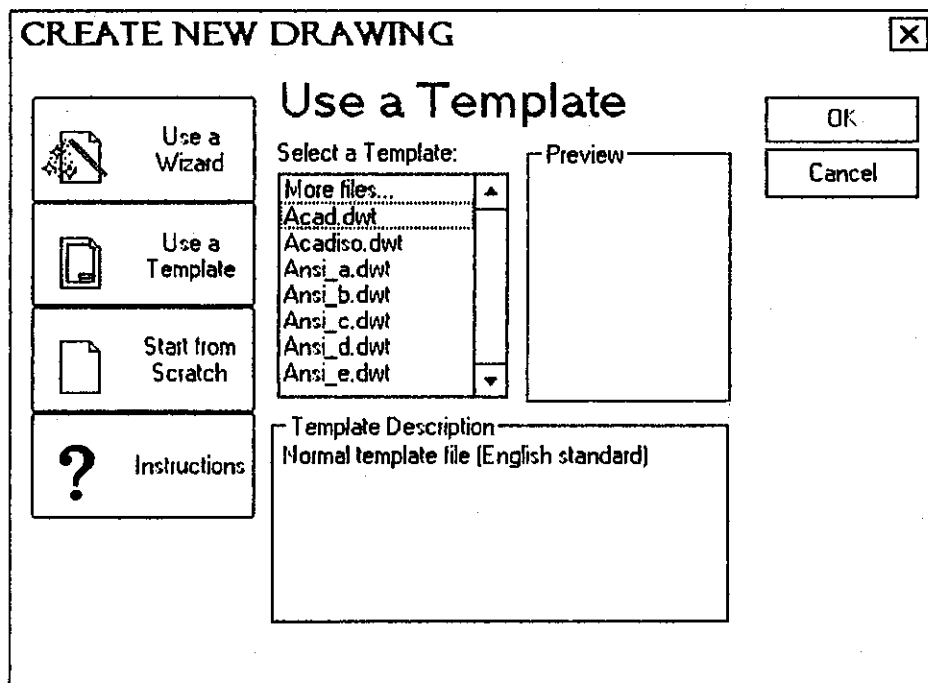 CREATE NEW DRAWING
Use a
Wizard
Use a
Template
Start from
Scratch
?
Instructions
Use a Template
Select a Template:
More files...
Acad.dwt
Acadiso.dwt
Ansi_a.dwt
Ansi_b.dwt
Ansi_c.dwt
Ansi_d.dwt
Ansi_e.dwt
Preview
OK
Cancel
Template Description
Normal template file (English standard)